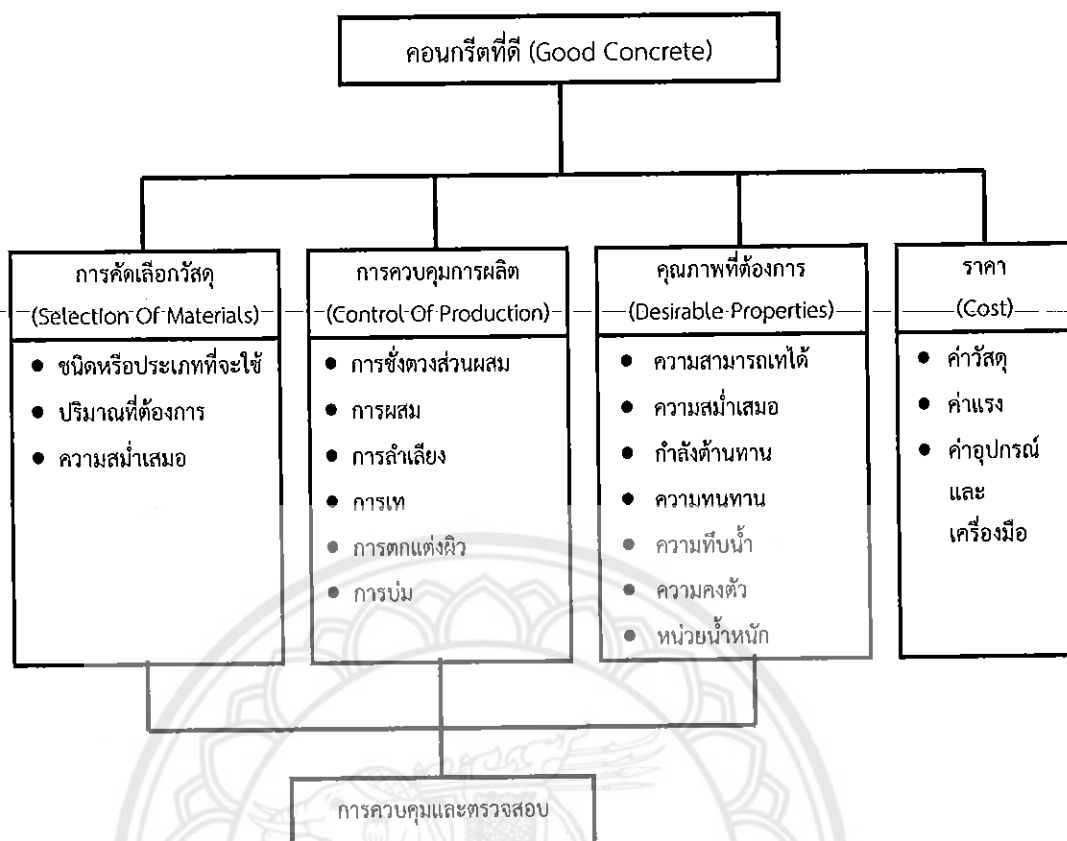 คอนกรีตที่ดี (Good Concrete)
การคัดเลือกวัสดุ
(Selection Of Materials)
● ชนิดหรือประเภทที่จะใช้
● ปริมาณที่ต้องการ
● ความสม่ำเสมอ
การควบคุมการผลิต
(Control Of Production)
● การชั่งตวงส่วนผสม
● การผสม
● การลำเลียง
● การเท
● การตกแต่งผิว
● การบ่ม
คุณภาพที่ต้องการ
(Desirable Properties)
● ความสามารถเทได้
● ความสม่ำเสมอ
● กำลังต้านทาน
● ความทนทาน
● ความทึบน้ำ
● ความคงตัว
● หน่วยน้ำหนัก
ราคา
(Cost)
● ค่าวัสดุ
● ค่าแรง
● ค่าอุปกรณ์
และ
เครื่องมือ
การควบคุมและตรวจสอบ